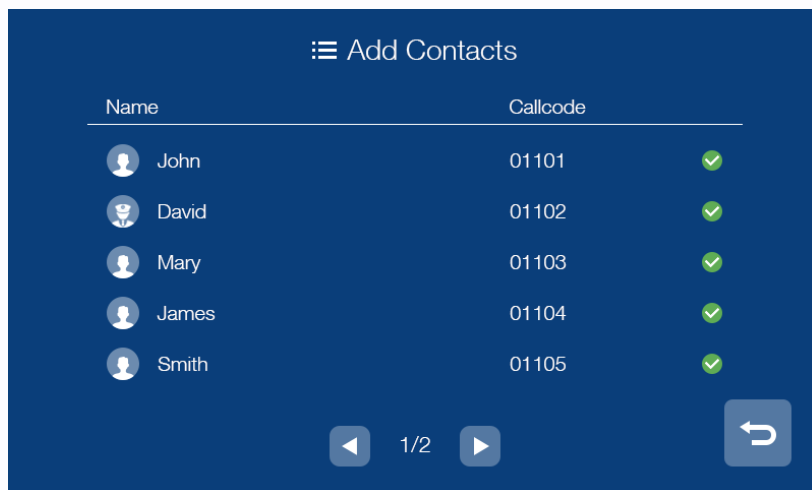 Add Contacts
Name Callcode
John 01101
David 01102
Mary 01103
James 01104
Smith 01105
1/2